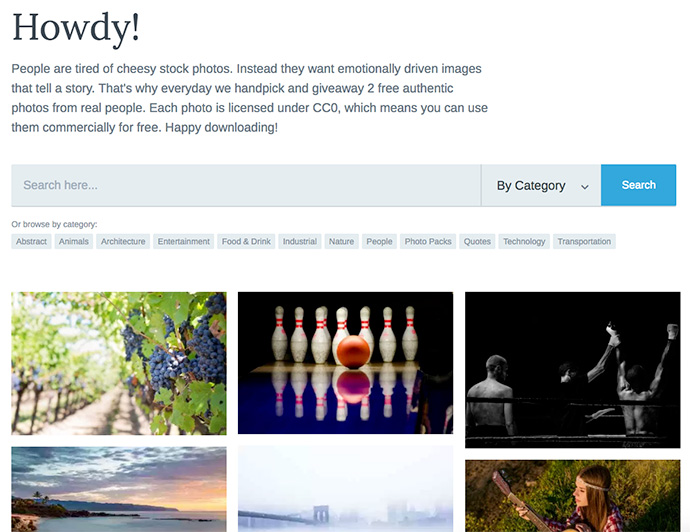 Howdy!
People are tired of cheesy stock photos. Instead they want emotionally driven images
that tell a story. That's why everyday we handpick and giveaway 2 free authentic
photos from real people. Each photo is licensed under CC0, which means you can use
them commercially for free. Happy downloading!
Search here... By Category Search
Or browse by category:
Abstract Animals Architecture Entertainment Food & Drink Industrial Nature People Photo Packs Quotes Technology Transportation